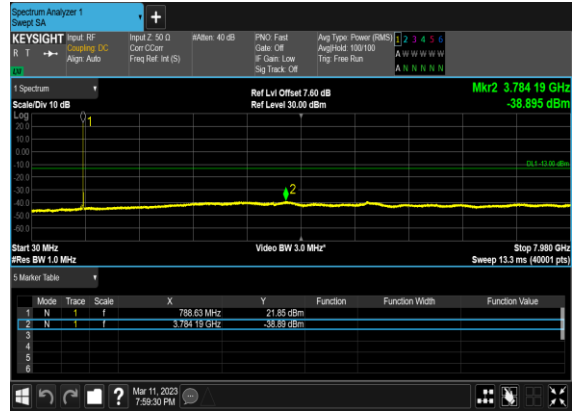 Spectrum Analyzer 1
Swept SA
+
KEYSIGHT Input: RF Input Z: 50 Ω #Atten: 40 dB PNO: Fast Avg Type: Power (RMS) 1 2 3 4 5 6
R T Coupling: DC Corr CCorr Gate: Off Avg|Hold: 100/100 A W W W W W
Align: Auto Freq Ref: Int (S) IF Gain: Low Trig: Free Run
Sig Track: Off A N N N N N
1 Spectrum Ref Lvl Offset 7.60 dB Mkr2 3.784 19 GHz
Scale/Div 10 dB Ref Level 30.00 dBm -38.895 dBm
Log
20.0
10.0
0.00
-10.0
-20.0
-30.0
-40.0
-50.0
-60.0
1
2
DL1 -13.00 dBm
Start 30 MHz Video BW 3.0 MHz* Stop 7.980 GHz
#Res BW 1.0 MHz Sweep 13.3 ms (40001 pts)
5 Marker Table
Mode Trace Scale X Y Function Function Width Function Value
1 N 1 f 788.63 MHz 21.85 dBm
2 N 1 f 3.784 19 GHz -38.89 dBm
3
4
5
6
? Mar 11, 2023
7:59:30 PM